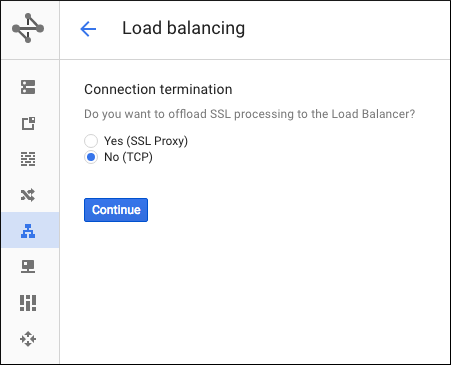 Load balancing
Connection termination
Do you want to offload SSL processing to the Load Balancer?
Yes (SSL Proxy)
No (TCP)
Continue